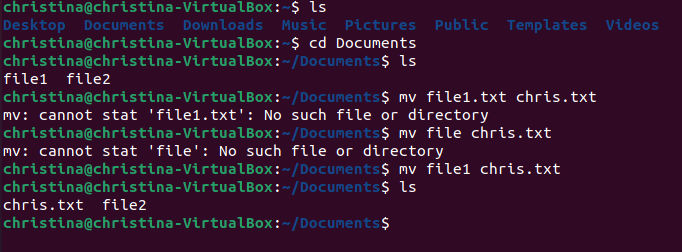 christina@christina-VirtualBox:~$ ls
Desktop  Documents  Downloads  Music  Pictures  Public  Templates  Videos
christina@christina-VirtualBox:~$ cd Documents
christina@christina-VirtualBox:~/Documents$ ls
file1  file2
christina@christina-VirtualBox:~/Documents$ mv file1.txt chris.txt
mv: cannot stat 'file1.txt': No such file or directory
christina@christina-VirtualBox:~/Documents$ mv file chris.txt
mv: cannot stat 'file': No such file or directory
christina@christina-VirtualBox:~/Documents$ mv file1 chris.txt
christina@christina-VirtualBox:~/Documents$ ls
chris.txt  file2
christina@christina-VirtualBox:~/Documents$